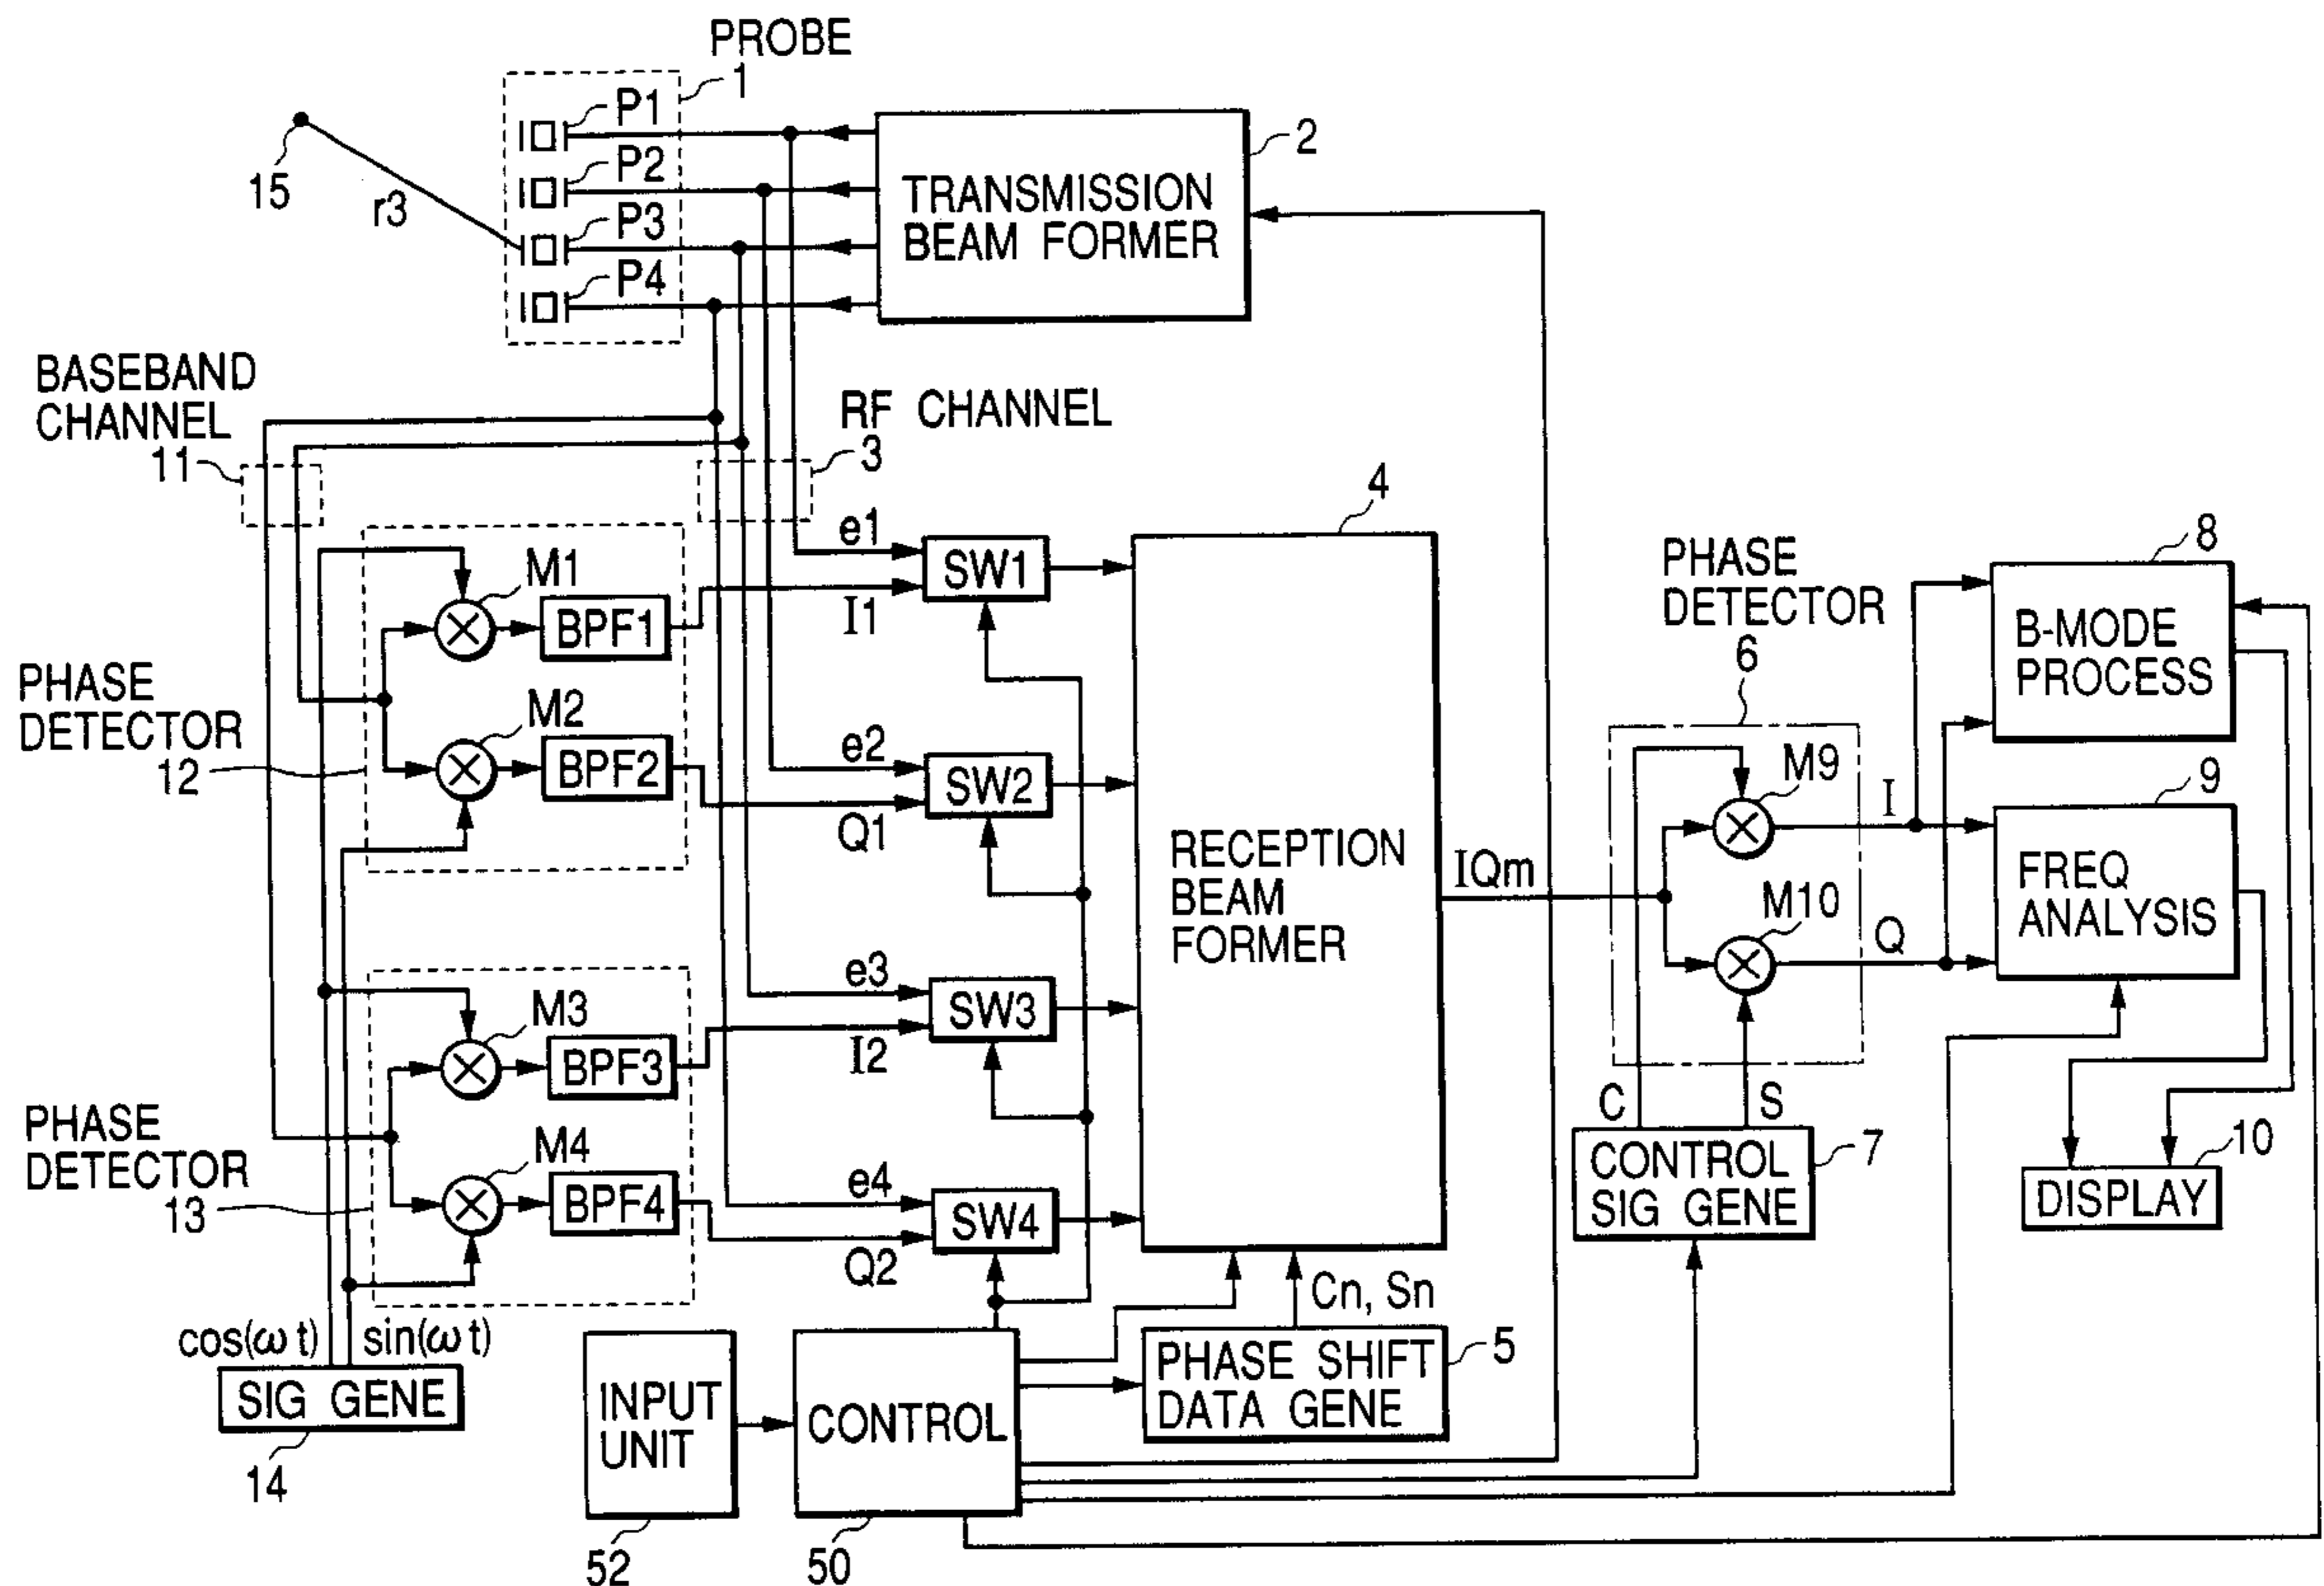 PROBE
1
P1
P2
P3
P4
15
r3
TRANSMISSION
BEAM FORMER
2
BASEBAND
CHANNEL
11
RF CHANNEL
3
PHASE
DETECTOR
12
M1
BPF1
M2
BPF2
e1
I1
SW1
e2
Q1
SW2
e3
I2
SW3
e4
Q2
SW4
PHASE
DETECTOR
13
M3
BPF3
M4
BPF4
cos(ωt)
sin(ωt)
SIG GENE
14
4
RECEPTION
BEAM
FORMER
IQm
Cn, Sn
PHASE SHIFT
DATA GENE
5
INPUT
UNIT
52
CONTROL
50
PHASE
DETECTOR
6
M9
M10
I
Q
C
S
CONTROL
SIG GENE
7
8
B-MODE
PROCESS
9
FREQ
ANALYSIS
10
DISPLAY